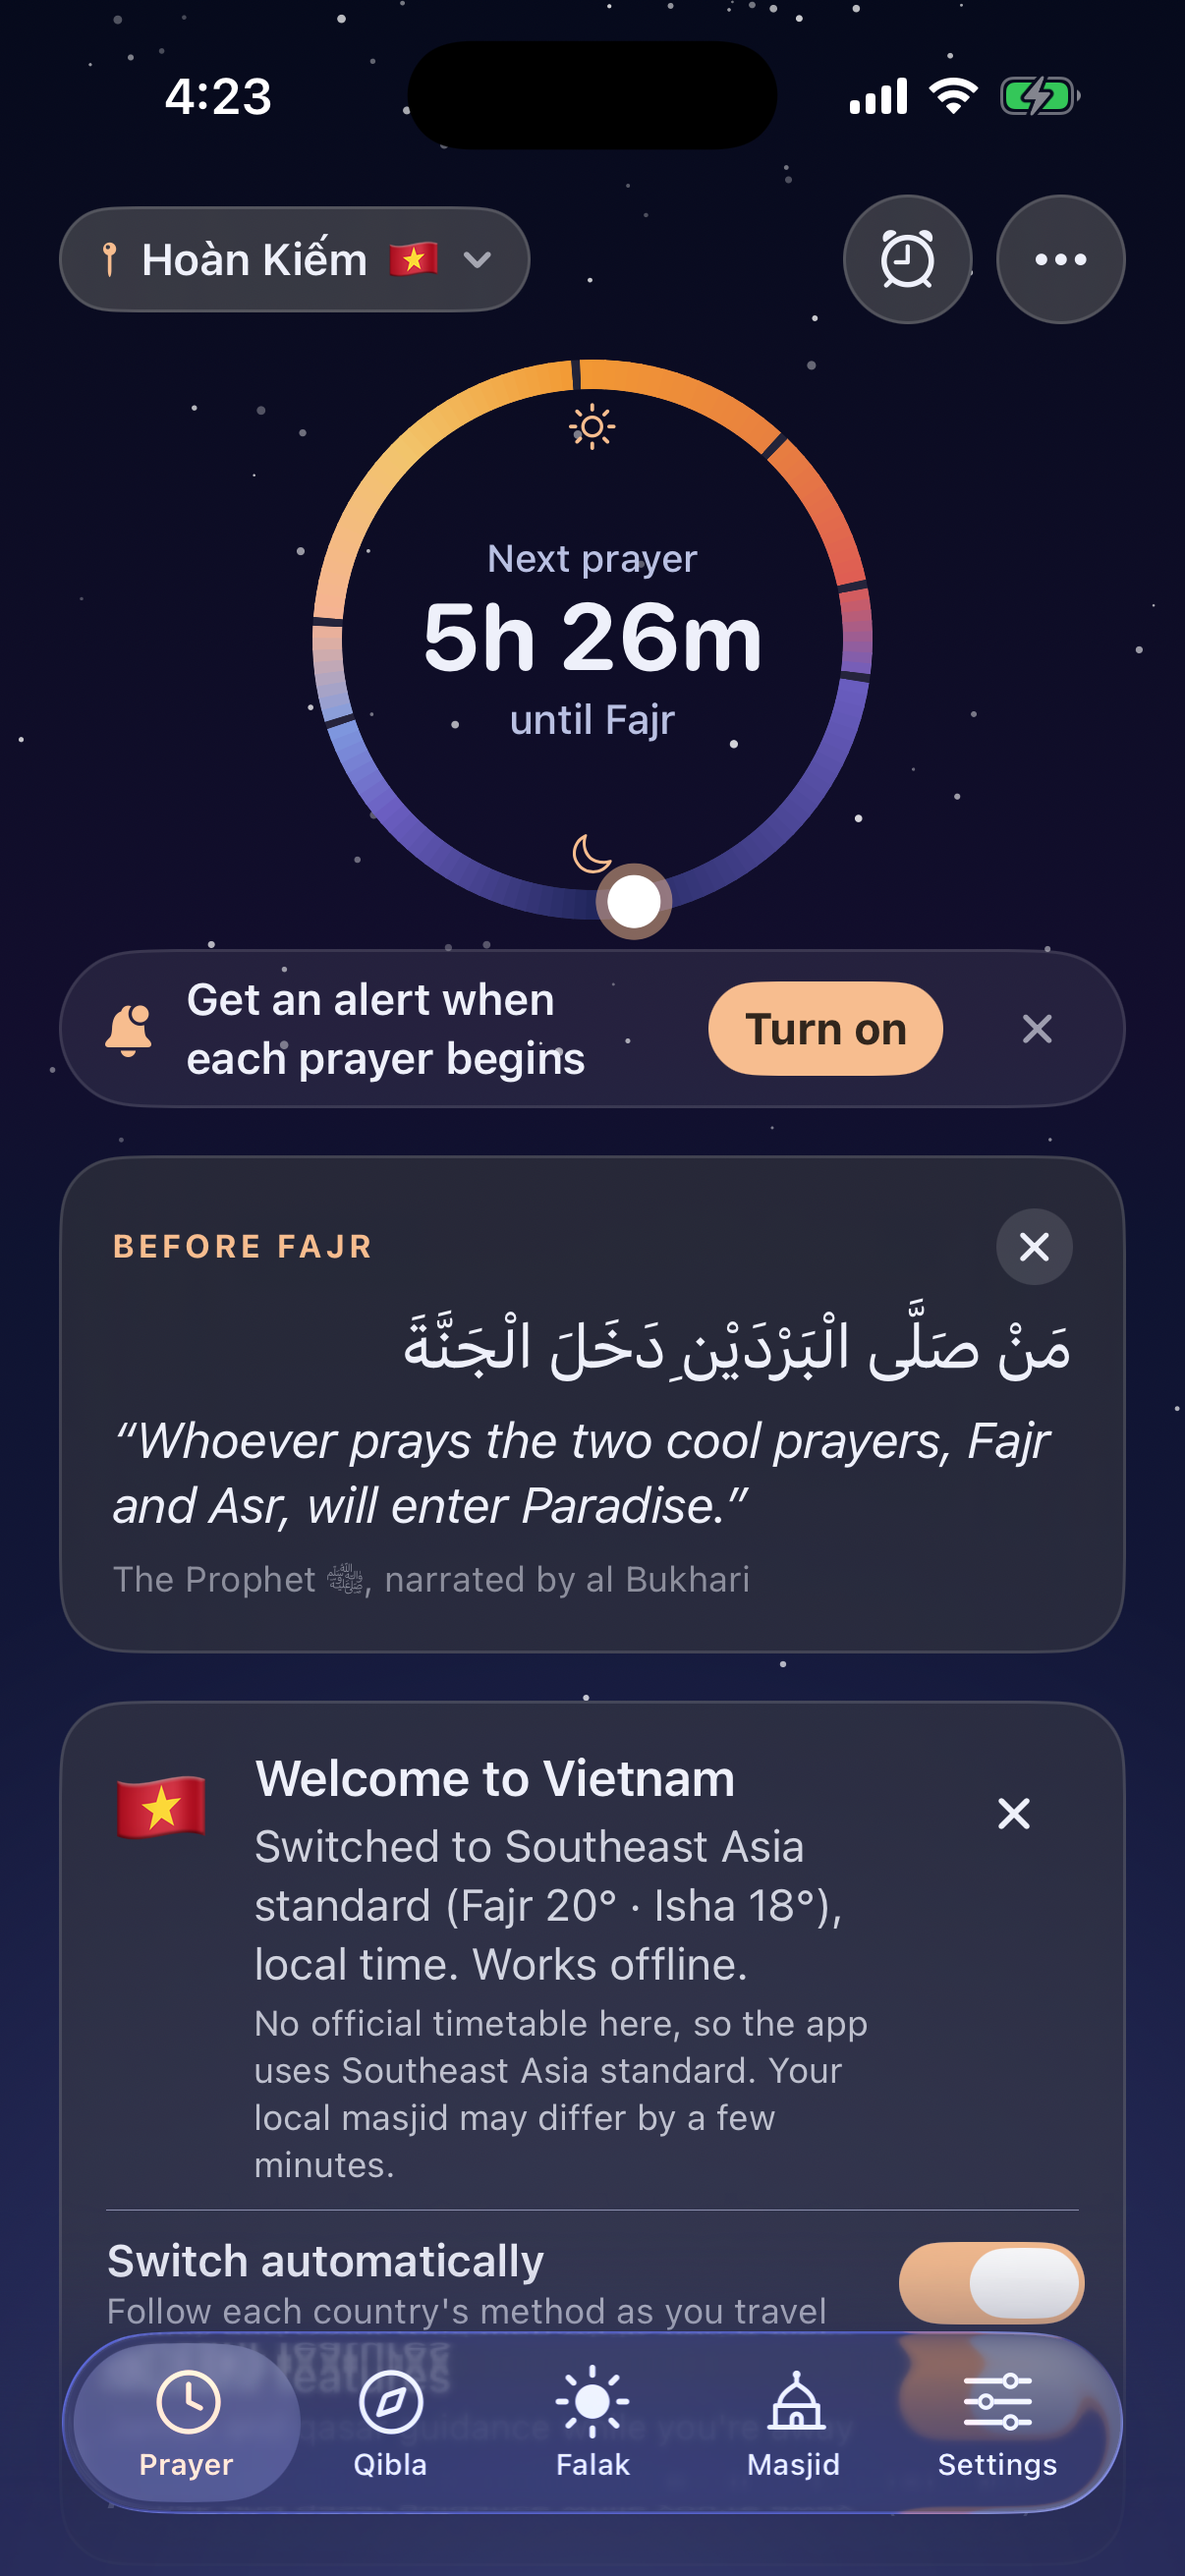 4:23
Hoàn Kiếm
Next prayer
5h 26m
until Fajr
Get an alert when
each prayer begins
Turn on
BEFORE FAJR
مَنْ صَلَّى الْبَرْدَيْنِ دَخَلَ الْجَنَّةَ
“Whoever prays the two cool prayers, Fajr
and Asr, will enter Paradise.”
The Prophet ﷺ, narrated by al Bukhari
Welcome to Vietnam
Switched to Southeast Asia
standard (Fajr 20° · Isha 18°),
local time. Works offline.
No official timetable here, so the app
uses Southeast Asia standard. Your
local masjid may differ by a few
minutes.
Switch automatically
Follow each country's method as you travel
Prayer
Qibla
Falak
Masjid
Settings